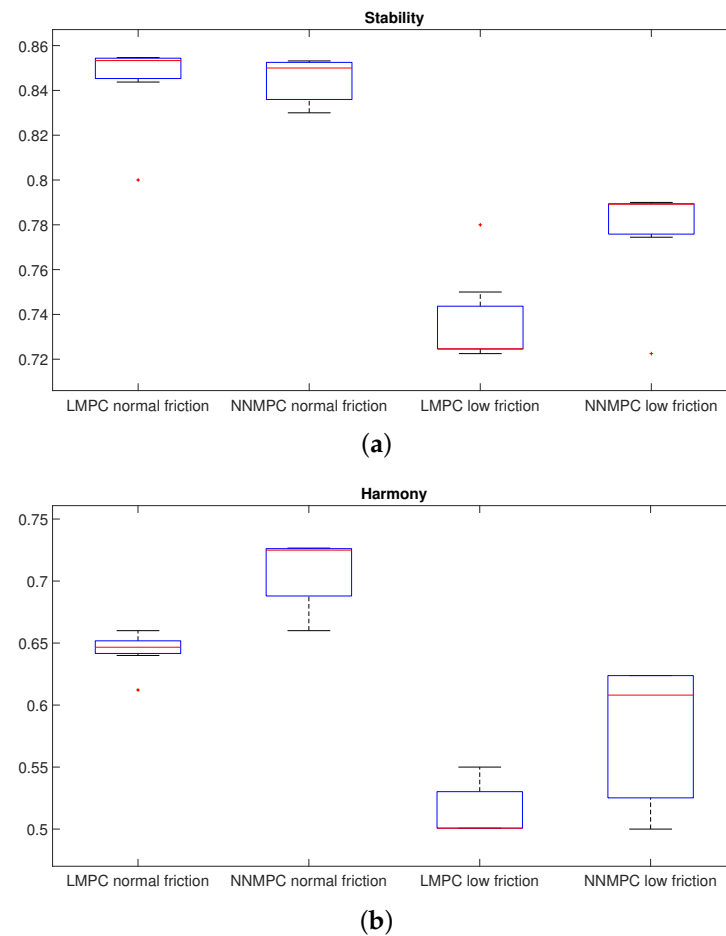 Stability
0.86
0.84
0.82
0.8
0.78
0.76
0.74
0.72
LMPC normal friction NNMPC normal friction LMPC low friction NNMPC low friction
(a)
Harmony
0.75
0.7
0.65
0.6
0.55
0.5
LMPC normal friction NNMPC normal friction LMPC low friction NNMPC low friction
(b)